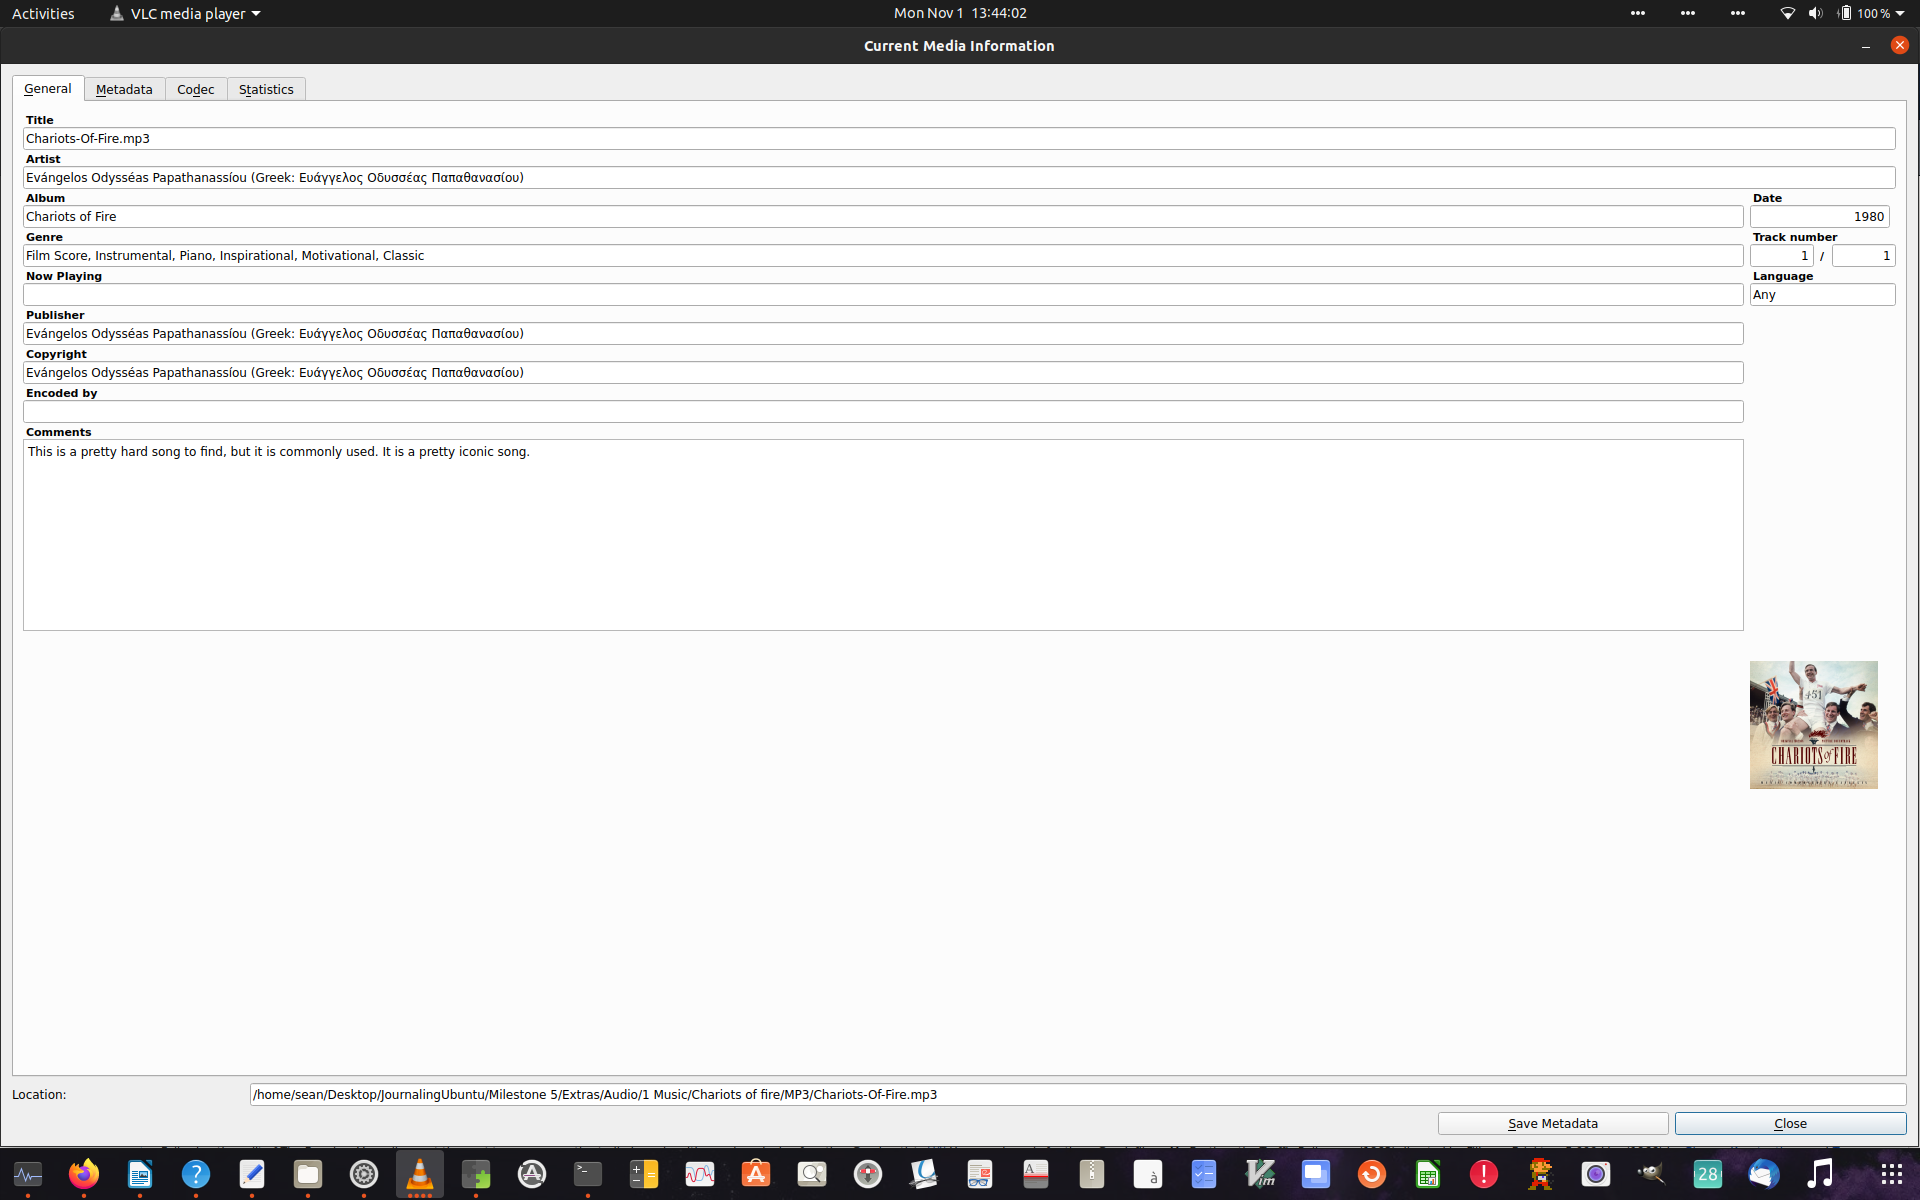 Activities
VLC media player
Mon Nov 1 13:44:02
100 %
Current Media Information
General
Metadata
Codec
Statistics
Title
Chariots-Of-Fire.mp3
Artist
Evángelos Odysséas Papathanassíou (Greek: Ευάγγελος Οδυσσέας Παπαθανασίου)
Album
Date
Chariots of Fire
1980
Genre
Track number
Film Score, Instrumental, Piano, Inspirational, Motivational, Classic
1 / 1
Now Playing
Language
Any
Publisher
Evángelos Odysséas Papathanassíou (Greek: Ευάγγελος Οδυσσέας Παπαθανασίου)
Copyright
Evángelos Odysséas Papathanassíou (Greek: Ευάγγελος Οδυσσέας Παπαθανασίου)
Encoded by
Comments
This is a pretty hard song to find, but it is commonly used. It is a pretty iconic song.
451
CHARIOTS of FIRE
Location:
/home/sean/Desktop/JournalingUbuntu/Milestone 5/Extras/Audio/1 Music/Chariots of fire/MP3/Chariots-Of-Fire.mp3
Save Metadata
Close
28